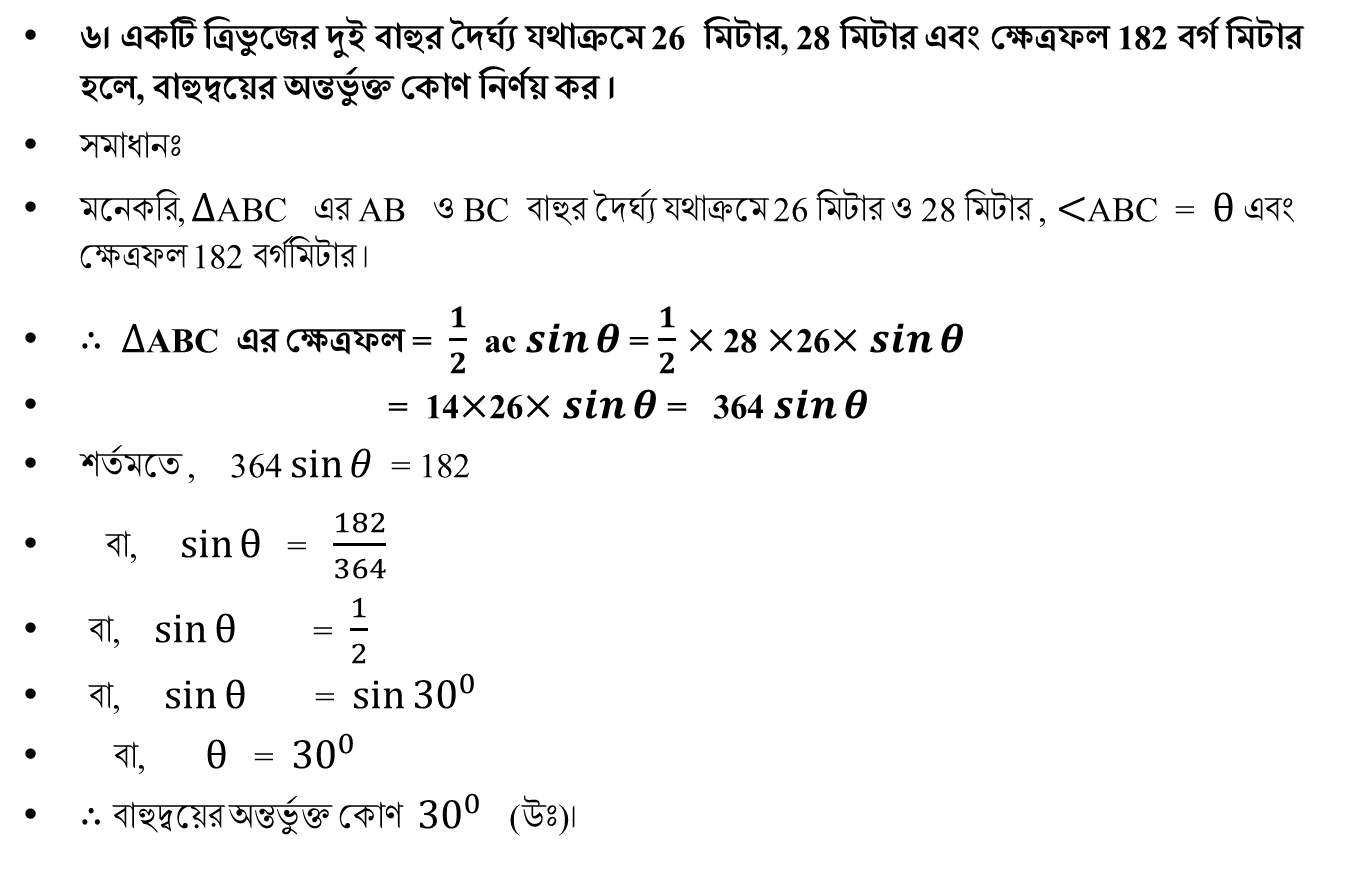 • ৬। একটি ত্রিভুজের দুই বাহুর দৈর্ঘ্য যথাক্রমে 26 মিটার, 28 মিটার এবং ক্ষেত্রফল 182 বর্গ মিটার
হলে, বাহুদ্বয়ের অন্তর্ভুক্ত কোণ নির্ণয় কর ।
• সমাধানঃ
• মনেকরি, ΔABC এর AB ও BC বাহুর দৈর্ঘ্য যথাক্রমে 26 মিটার ও 28 মিটার , <ABC = θ এবং
ক্ষেত্রফল 182 বর্গমিটার।
• ∴ ΔABC এর ক্ষেত্রফল = 1/2 ac sin θ = 1/2 × 28 ×26× sin θ
• = 14×26× sin θ = 364 sin θ
• শর্তমতে , 364 sin θ = 182
• বা, sin θ = 182/364
• বা, sin θ = 1/2
• বা, sin θ = sin 30⁰
• বা, θ = 30⁰
• ∴ বাহুদ্বয়ের অন্তর্ভুক্ত কোণ 30⁰ (উঃ)।